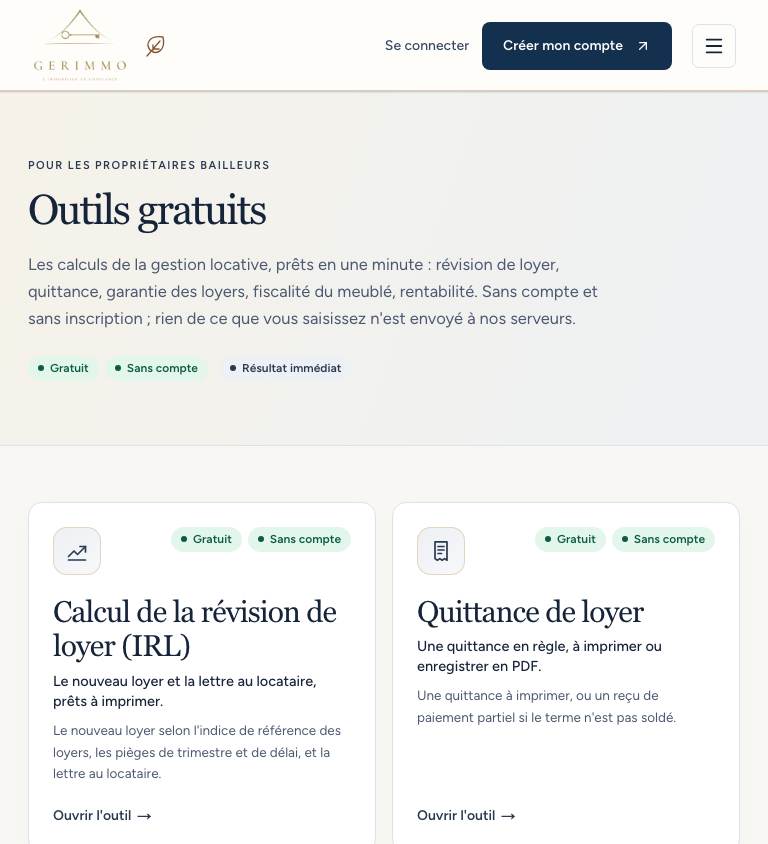 GERIMMO
Se connecter
Créer mon compte
POUR LES PROPRIÉTAIRES BAILLEURS
Outils gratuits
Les calculs de la gestion locative, prêts en une minute : révision de loyer,
quittance, garantie des loyers, fiscalité du meublé, rentabilité. Sans compte et
sans inscription ; rien de ce que vous saisissez n'est envoyé à nos serveurs.
Gratuit
Sans compte
Résultat immédiat
Gratuit
Sans compte
Calcul de la révision de
loyer (IRL)
Le nouveau loyer et la lettre au locataire,
prêts à imprimer.
Le nouveau loyer selon l'indice de référence des
loyers, les pièges de trimestre et de délai, et la
lettre au locataire.
Ouvrir l'outil →
Gratuit
Sans compte
Quittance de loyer
Une quittance en règle, à imprimer ou
enregistrer en PDF.
Une quittance à imprimer, ou un reçu de
paiement partiel si le terme n'est pas soldé.
Ouvrir l'outil →